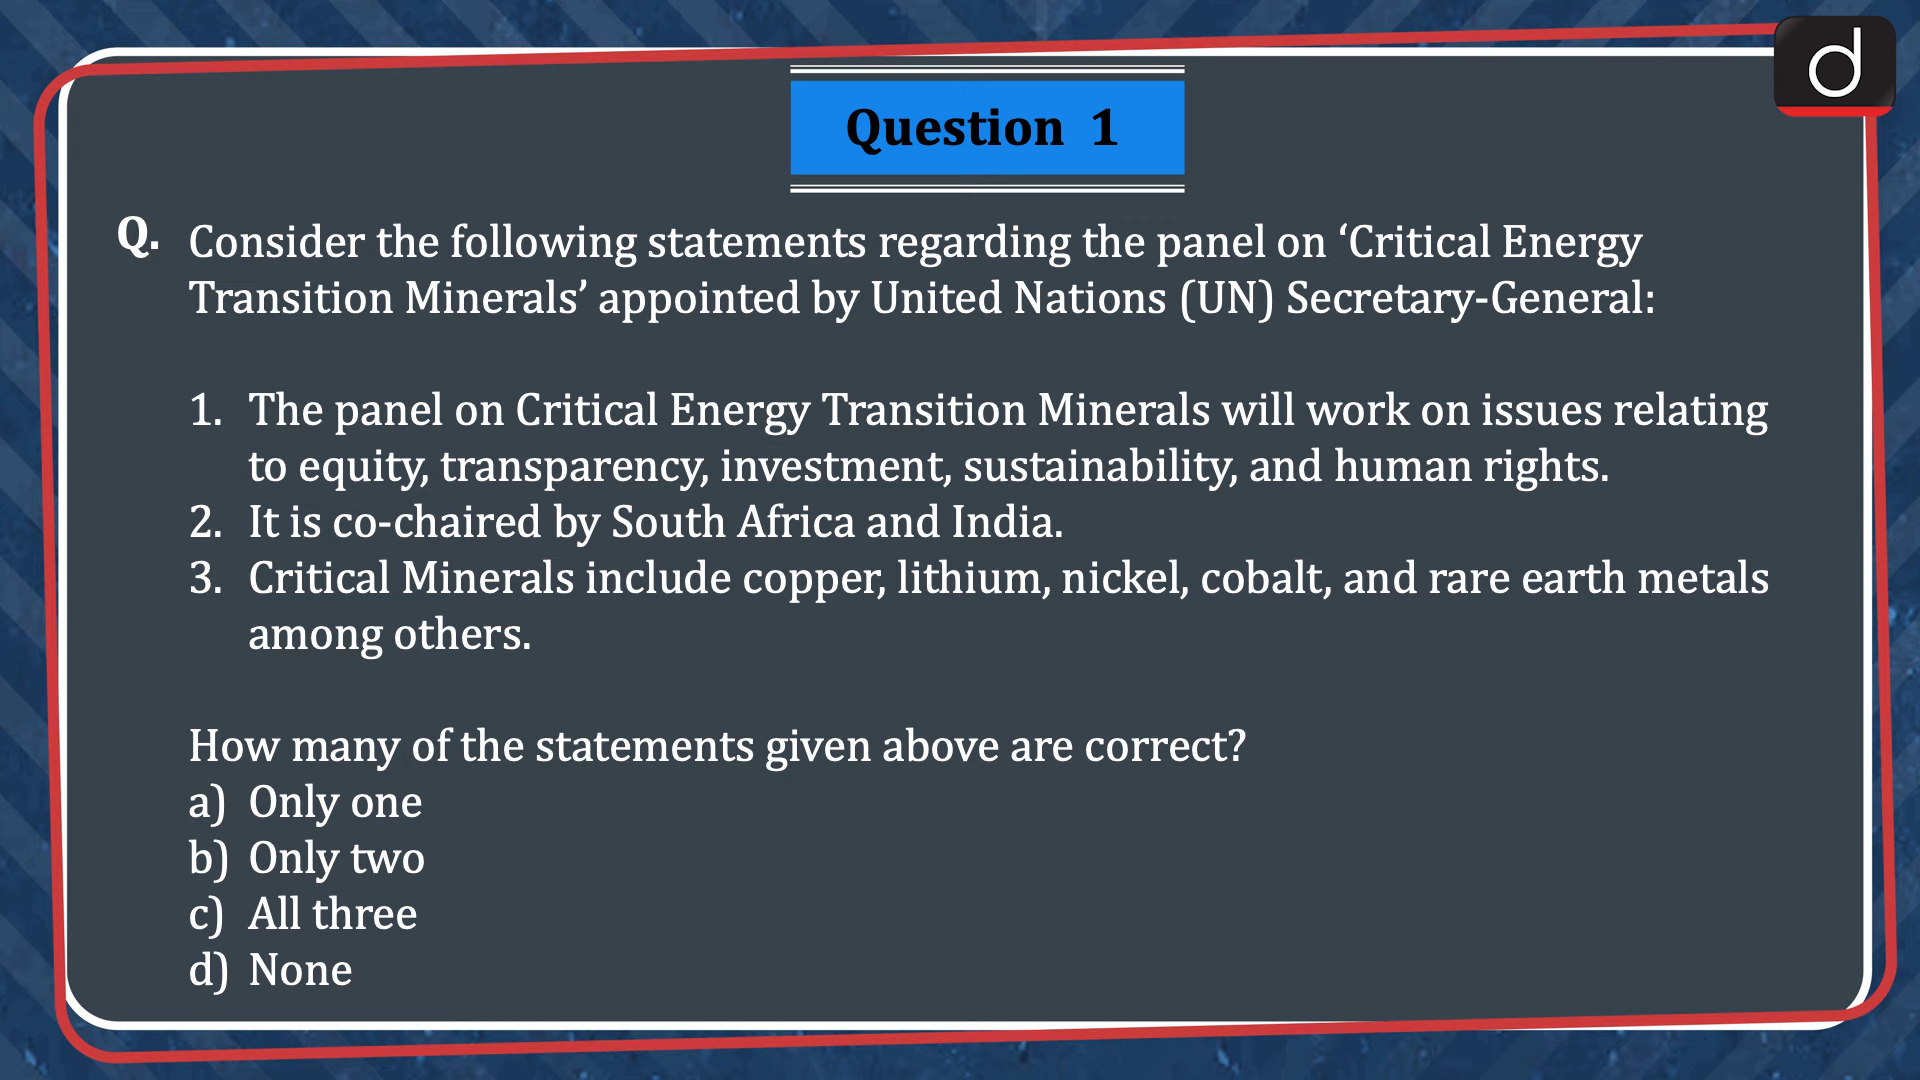 Question 1
Q. Consider the following statements regarding the panel on ‘Critical Energy
Transition Minerals’ appointed by United Nations (UN) Secretary-General:
1. The panel on Critical Energy Transition Minerals will work on issues relating
to equity, transparency, investment, sustainability, and human rights.
2. It is co-chaired by South Africa and India.
3. Critical Minerals include copper, lithium, nickel, cobalt, and rare earth metals
among others.
How many of the statements given above are correct?
a) Only one
b) Only two
c) All three
d) None
d